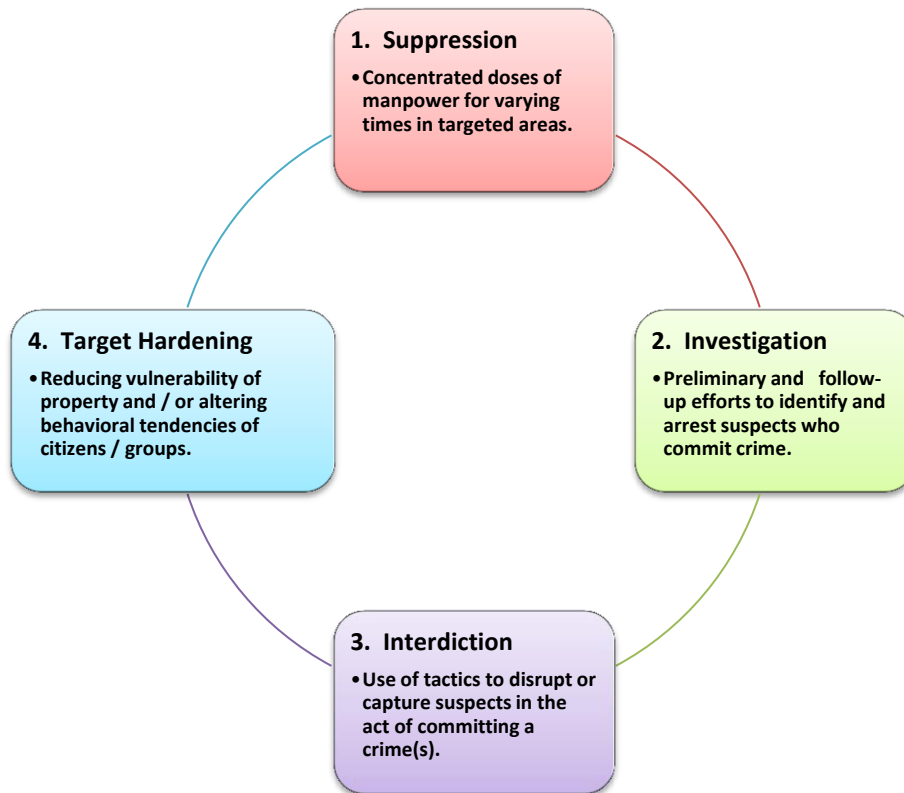 1. Suppression
•Concentrated doses of
manpower for varying
times in targeted areas.
4. Target Hardening
•Reducing vulnerability of
property and / or altering
behavioral tendencies of
citizens / groups.
2. Investigation
•Preliminary and follow-
up efforts to identify and
arrest suspects who
commit crime.
3. Interdiction
•Use of tactics to disrupt or
capture suspects in the
act of committing a
crime(s).